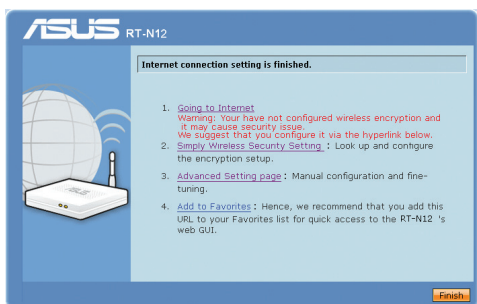 ASUS RT-N12
Internet connection setting is finished.
1. Going to Internet
Warning: Your have not configured wireless encryption and
it may cause security issue.
We suggest that you configure it via the hyperlink below.
2. Simply Wireless Security Setting : Look up and configure
the encryption setup.
3. Advanced Setting page : Manual configuration and fine-
tuning.
4. Add to Favorites : Hence, we recommend that you add this
URL to your Favorites list for quick access to the RT-N12 's
web GUI.
Finish